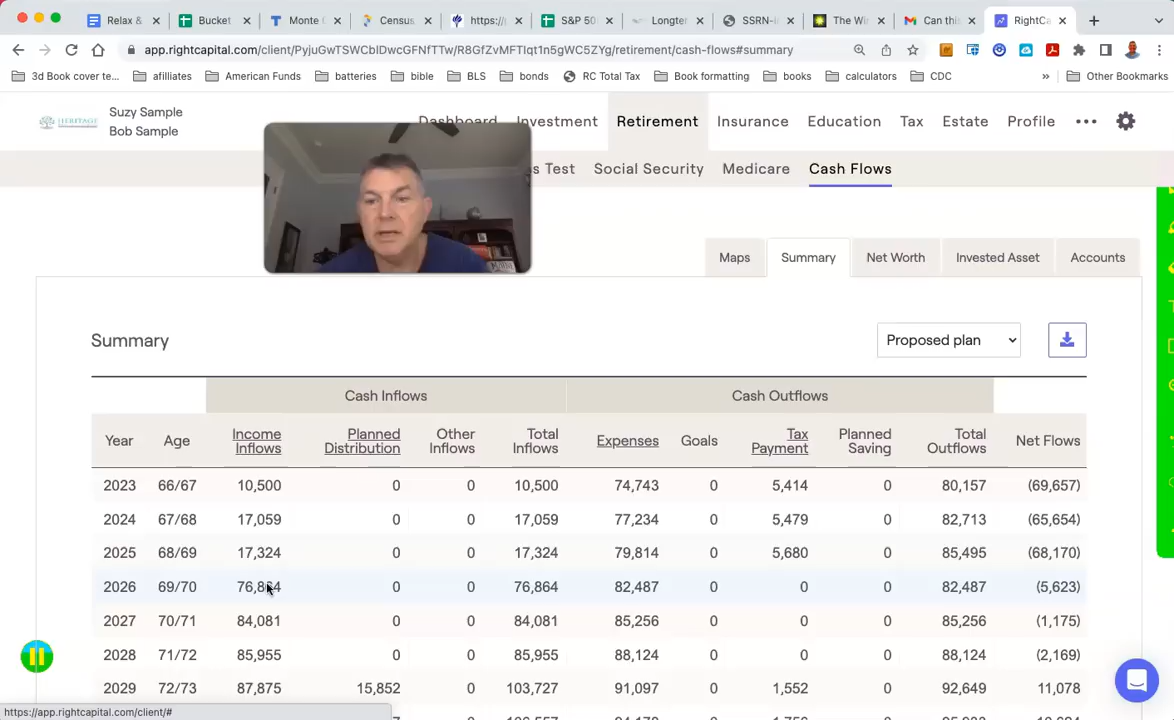 Relax &
Bucket
Monte
Census,
https:/
S&P 50
Longter
SSRN-i
The Wi
Can this
RightCa
app.rightcapital.com/client/PyjuGwTSWCblDwcGFNfTTw/R8GfZvMFTIqt1n5gWC5ZYg/retirement/cash-flows#summary
3d Book cover te... afiiliates American Funds batteries bible BLS bonds RC Total Tax Book formatting books calculators CDC » Other Bookmarks
HERITAGE
Suzy Sample
Bob Sample
Dashboard Investment Retirement Insurance Education Tax Estate Profile
s Test Social Security Medicare Cash Flows
Maps Summary Net Worth Invested Asset Accounts
Summary
Proposed plan
Cash Inflows Cash Outflows
Year Age Income Inflows Planned Distribution Other Inflows Total Inflows Expenses Goals Tax Payment Planned Saving Total Outflows Net Flows
2023 66/67 10,500 0 0 10,500 74,743 0 5,414 0 80,157 (69,657)
2024 67/68 17,059 0 0 17,059 77,234 0 5,479 0 82,713 (65,654)
2025 68/69 17,324 0 0 17,324 79,814 0 5,680 0 85,495 (68,170)
2026 69/70 76,864 0 0 76,864 82,487 0 0 0 82,487 (5,623)
2027 70/71 84,081 0 0 84,081 85,256 0 0 0 85,256 (1,175)
2028 71/72 85,955 0 0 85,955 88,124 0 0 0 88,124 (2,169)
2029 72/73 87,875 15,852 0 103,727 91,097 0 1,552 0 92,649 11,078
https://app.rightcapital.com/client/#